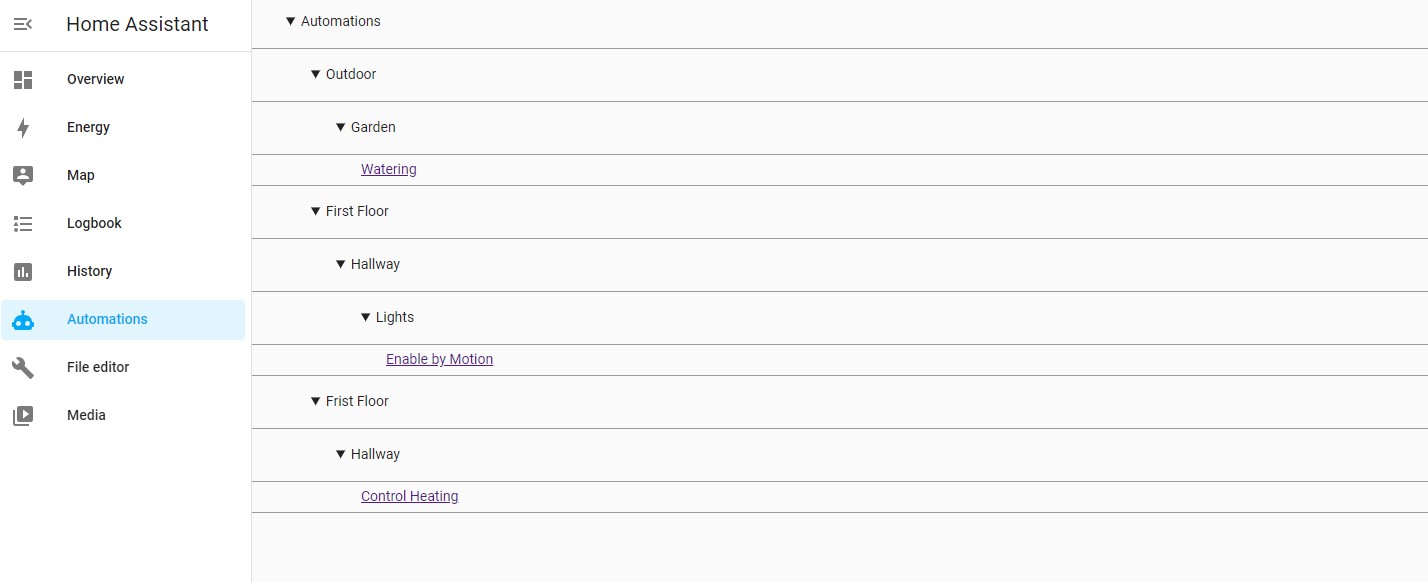 Home Assistant
Overview
Energy
Map
Logbook
History
Automations
File editor
Media
Automations
Outdoor
Garden
Watering
First Floor
Hallway
Lights
Enable by Motion
Frist Floor
Hallway
Control Heating